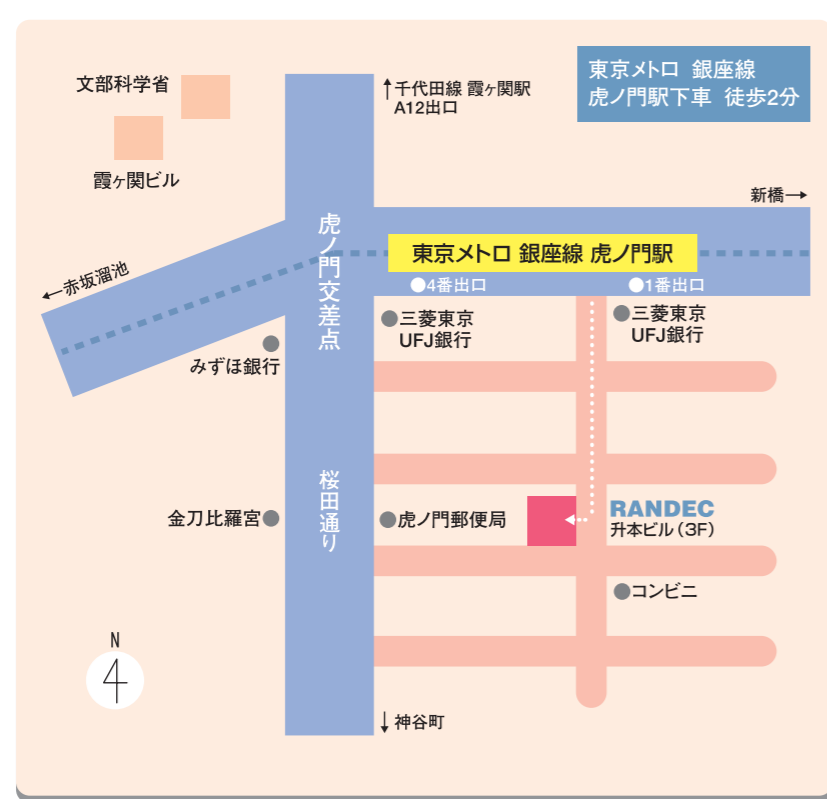 文部科学省
霞ヶ関ビル
↑千代田線 霞ヶ関駅
A12出口
東京メトロ 銀座線
虎ノ門駅下車 徒歩2分
新橋→
虎ノ門交差点
東京メトロ 銀座線 虎ノ門駅
●4番出口
●1番出口
←赤坂溜池
●三菱東京
UFJ銀行
●三菱東京
UFJ銀行
みずほ銀行
桜田通り
金刀比羅宮●
●虎ノ門郵便局
RANDEC
升本ビル(3F)
●コンビニ
N
↓神谷町